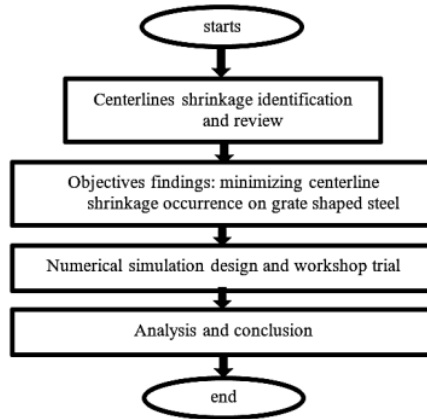 starts
Centerlines shrinkage identification
and review
Objectives findings: minimizing centerline
shrinkage occurrence on grate shaped steel
Numerical simulation design and workshop trial
Analysis and conclusion
end